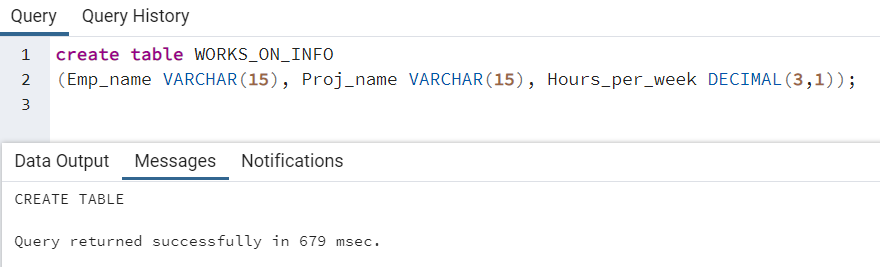 Query Query History
1 create table WORKS_ON_INFO
2 (Emp_name VARCHAR(15), Proj_name VARCHAR(15), Hours_per_week DECIMAL(3,1));
3
Data Output Messages Notifications
CREATE TABLE
Query returned successfully in 679 msec.